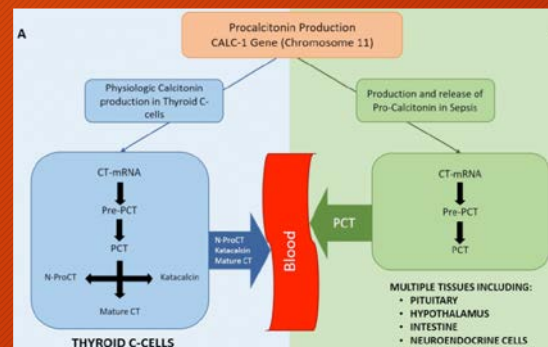 A
Procalcitonin Production
CALC-1 Gene (Chromosome 11)
Physiologic Calcitonin
production in Thyroid C-
cells
Production and release of
Pro-Calcitonin in Sepsis
CT-mRNA
Pre-PCT
PCT
N-ProCT
Katacalcin
Mature CT
THYROID C-CELLS
N-ProCT
Katacalcin
Mature CT
Blood
PCT
CT-mRNA
Pre-PCT
PCT
MULTIPLE TISSUES INCLUDING:
• PITUITARY
• HYPOTHALAMUS
• INTESTINE
• NEUROENDOCRINE CELLS